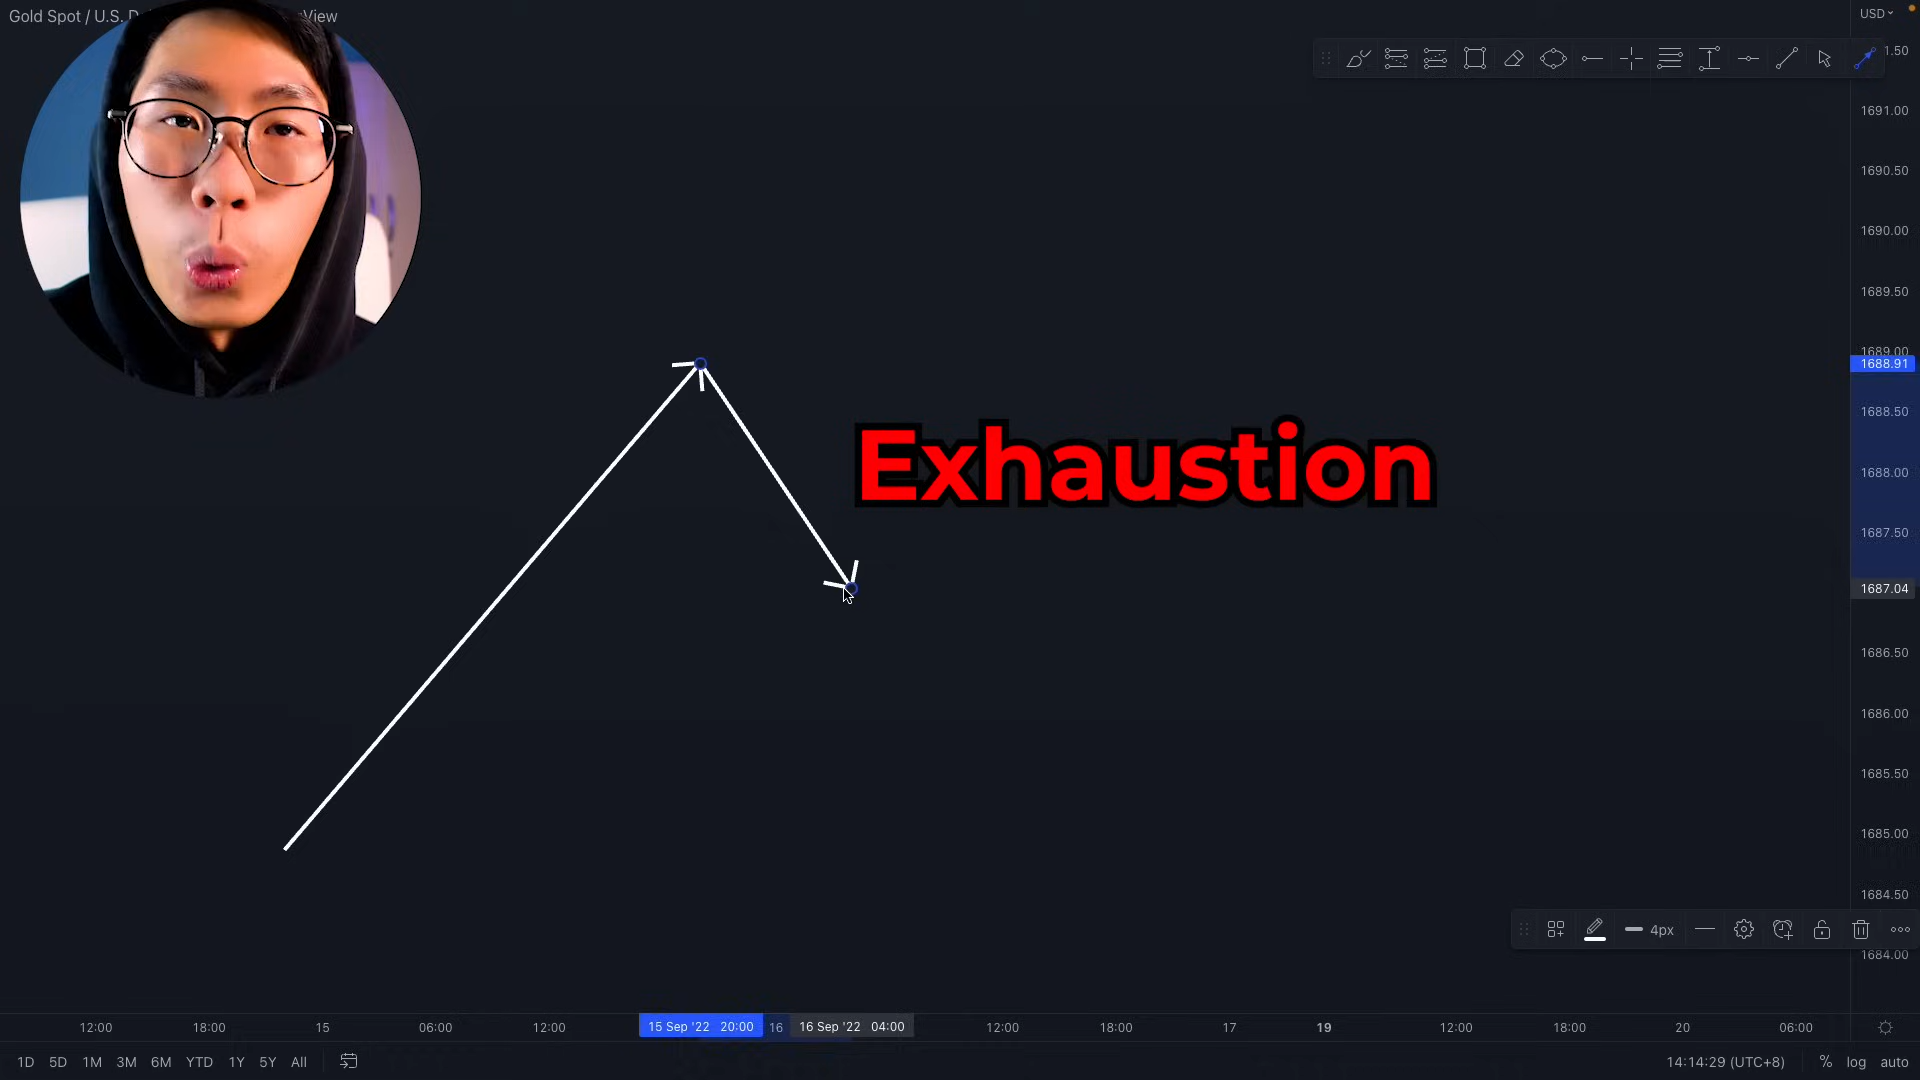 Gold Spot / U.S. D
View
USD
1.50
1691.00
1690.50
1690.00
1689.50
1689.00
1688.91
1688.50
1688.00
Exhaustion
1687.50
1687.04
1686.50
1686.00
1685.50
1685.00
1684.50
4px
1684.00
12:00 18:00 15 06:00 12:00 15 Sep '22 20:00 16 16 Sep '22 04:00 12:00 18:00 17 19 12:00 18:00 20 06:00
1D 5D 1M 3M 6M YTD 1Y 5Y All 14:14:29 (UTC+8) % log auto